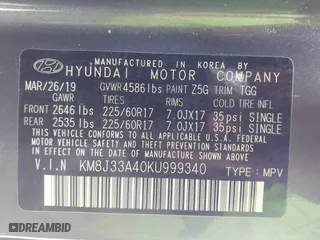 MANUFACTURED IN KOREA BY
HYUNDAI MOTOR COMPANY
MAR/26/19 GVWR 4586 lbs PAINT Z5G TRIM TGG
GAWR TIRES RIMS COLD TIRE INF. PRESS.
FRONT 2646 lbs 225/60R17 7.0JX17 35psi SINGLE
REAR 2535 lbs 225/60R17 7.0JX17 35psi SINGLE
THIS VEHICLE CONFORMS TO ALL APPLICABLE U.S.
FEDERAL MOTOR VEHICLE SAFETY, BUMPER, AND THEFT
PREVENTION STANDARDS IN EFFECT ON THE DATE OF
MANUFACTURE SHOWN ABOVE.
V.I.N KM8J33A40KU999340 TYPE: MPV